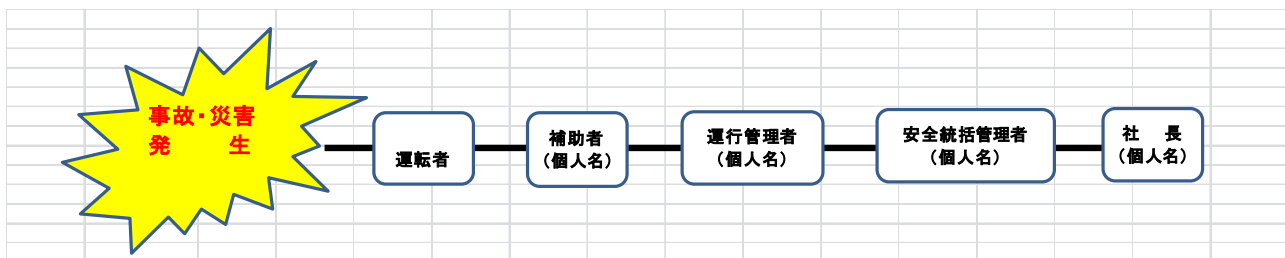 事故・災害
発　　生
運転者
補助者
（個人名）
運行管理者
（個人名）
安全統括管理者
（個人名）
社　長
（個人名）